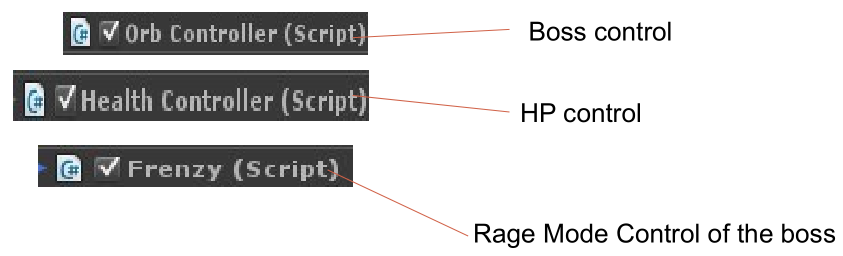 Orb Controller (Script)
Boss control
Health Controller (Script)
HP control
Frenzy (Script)
Rage Mode Control of the boss